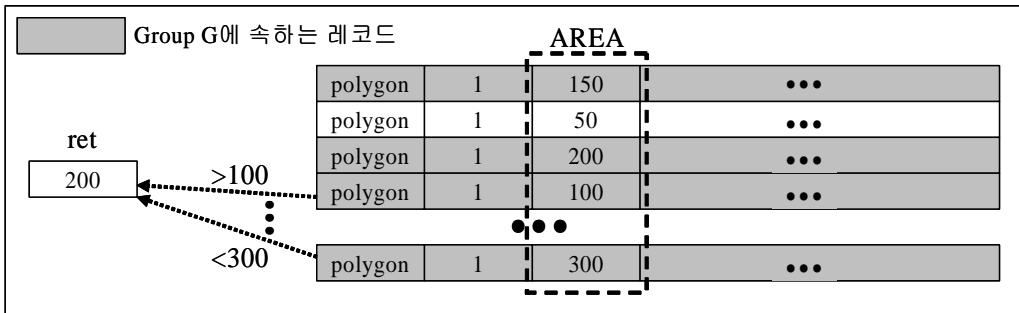 Group G에 속하는 레코드
AREA
polygon 1 150 •••
polygon 1 50 •••
ret
polygon 1 200 •••
200
>100
polygon 1 100 •••
•••
<300
polygon 1 300 •••